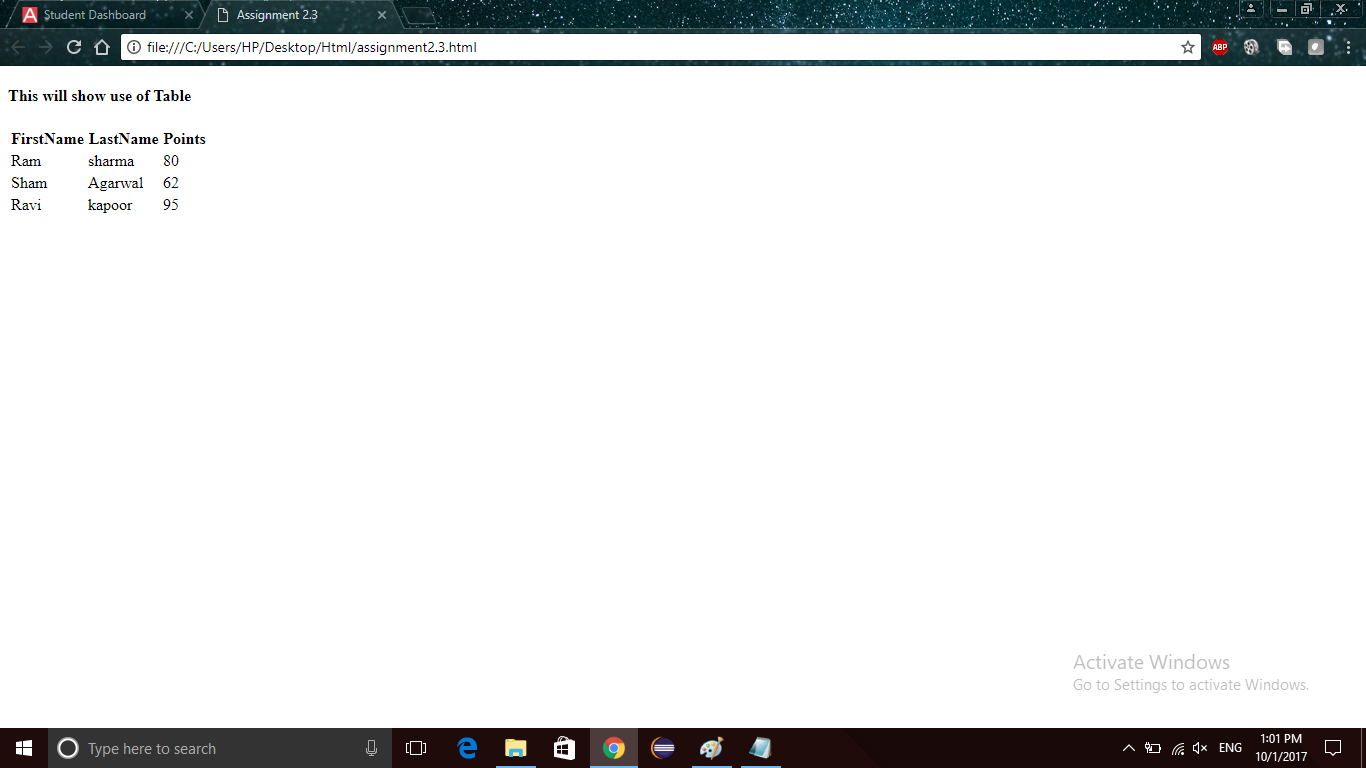 Student Dashboard
Assignment 2.3
file:///C:/Users/HP/Desktop/Html/assignment2.3.html
ABP
This will show use of Table
FirstName LastName Points
Ram sharma 80
Sham Agarwal 62
Ravi kapoor 95
Activate Windows
Go to Settings to activate Windows.
Type here to search
ENG
1:01 PM
10/1/2017